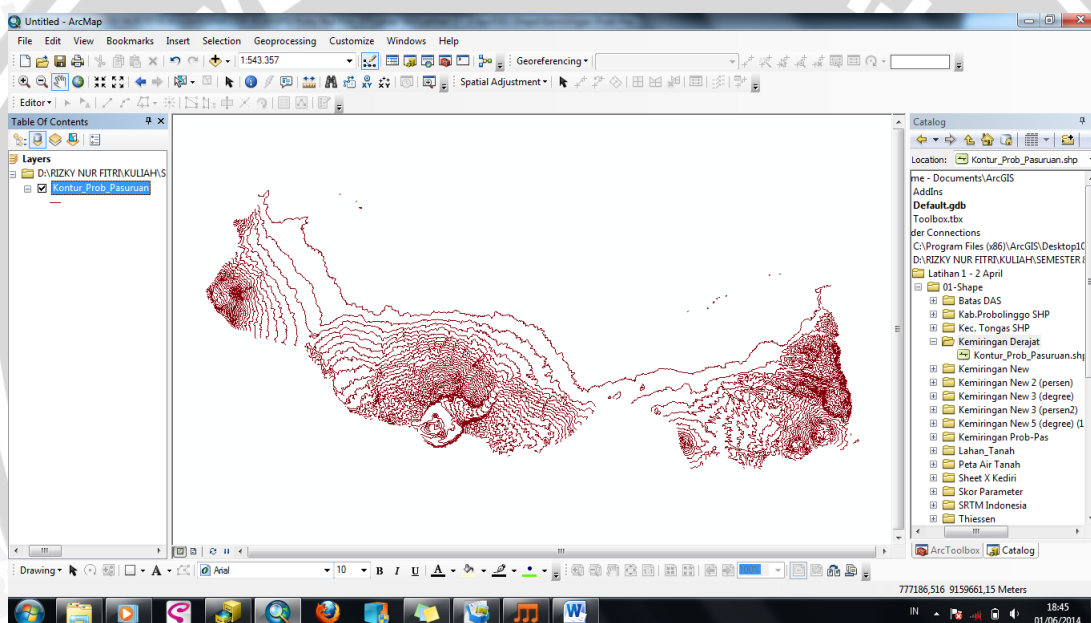 Untitled - ArcMap
File Edit View Bookmarks Insert Selection Geoprocessing Customize Windows Help
1:543.357
Georeferencing
Spatial Adjustment
Editor
Table Of Contents
Layers
D:\RIZKY NUR FITRI\KULIAH\S
Kontur_Prob_Pasuruan
Catalog
Location: Kontur_Prob_Pasuruan.shp
me - Documents\ArcGIS
AddIns
Default.gdb
Toolbox.tbx
der Connections
C:\Program Files (x86)\ArcGIS\Desktop10
D:\RIZKY NUR FITRI\KULIAH\SEMESTER 8
Latihan 1 - 2 April
01-Shape
Batas DAS
Kab.Probolinggo SHP
Kec. Tongas SHP
Kemiringan Derajat
Kontur_Prob_Pasuruan.shp
Kemiringan New
Kemiringan New 2 (persen)
Kemiringan New 3 (degree)
Kemiringan New 3 (persen2)
Kemiringan New 5 (degree) (1
Kemiringan Prob-Pas
Lahan_Tanah
Peta Air Tanah
Sheet X Kediri
Skor Parameter
SRTM Indonesia
Thiessen
ArcToolbox Catalog
Drawing A Arial 10 B I U A 100%
777186,516 9159661,15 Meters
IN 18:45
01/06/2014